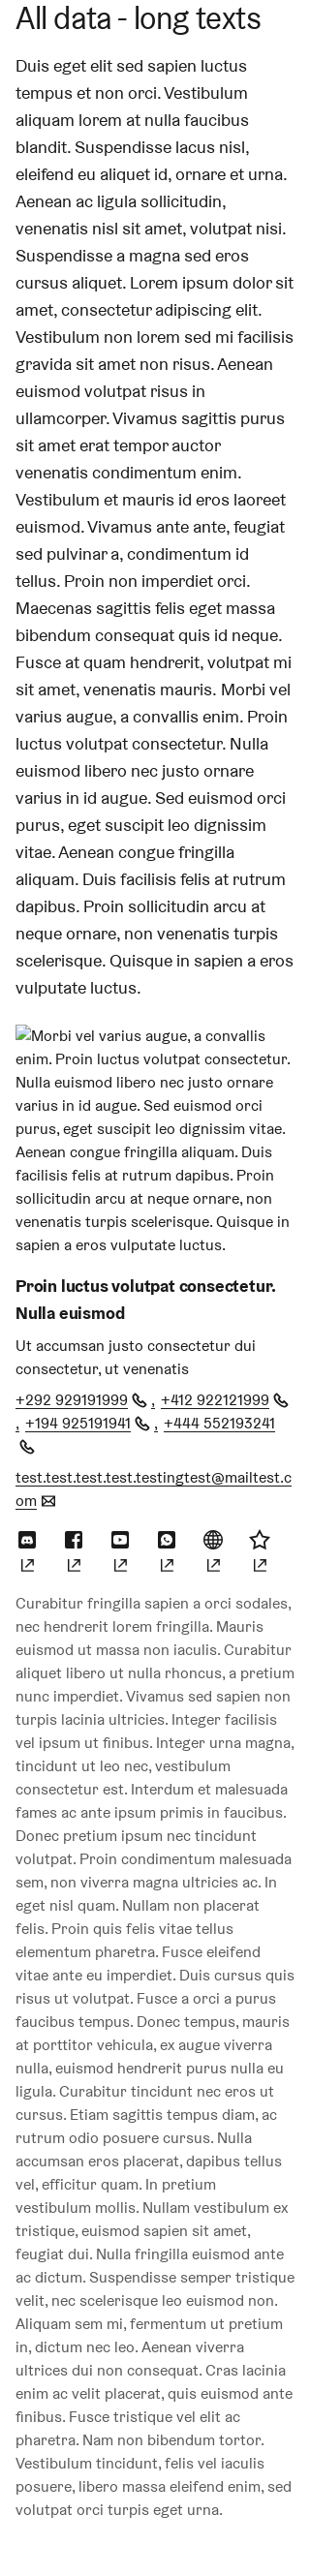 All data - long texts
Duis eget elit sed sapien luctus
tempus et non orci. Vestibulum
aliquam lorem at nulla faucibus
blandit. Suspendisse lacus nisl,
eleifend eu aliquet id, ornare et urna.
Aenean ac ligula sollicitudin,
venenatis nisl sit amet, volutpat nisi.
Suspendisse a magna sed eros
cursus aliquet. Lorem ipsum dolor sit
amet, consectetur adipiscing elit.
Vestibulum non lorem sed mi facilisis
gravida sit amet non risus. Aenean
euismod volutpat risus in
ullamcorper. Vivamus sagittis purus
sit amet erat tempor auctor
venenatis condimentum enim.
Vestibulum et mauris id eros laoreet
euismod. Vivamus ante ante, feugiat
sed pulvinar a, condimentum id
tellus. Proin non imperdiet orci.
Maecenas sagittis felis eget massa
bibendum consequat quis id neque.
Fusce at quam hendrerit, volutpat mi
sit amet, venenatis mauris. Morbi vel
varius augue, a convallis enim. Proin
luctus volutpat consectetur. Nulla
euismod libero nec justo ornare
varius in id augue. Sed euismod orci
purus, eget suscipit leo dignissim
vitae. Aenean congue fringilla
aliquam. Duis facilisis felis at rutrum
dapibus. Proin sollicitudin arcu at
neque ornare, non venenatis turpis
scelerisque. Quisque in sapien a eros
vulputate luctus.
Morbi vel varius augue, a convallis
enim. Proin luctus volutpat consectetur.
Nulla euismod libero nec justo ornare
varius in id augue. Sed euismod orci
purus, eget suscipit leo dignissim vitae.
Aenean congue fringilla aliquam. Duis
facilisis felis at rutrum dapibus. Proin
sollicitudin arcu at neque ornare, non
venenatis turpis scelerisque. Quisque in
sapien a eros vulputate luctus.
Proin luctus volutpat consectetur.
Nulla euismod
Ut accumsan justo consectetur dui
consectetur, ut venenatis
+292 929191999 , +412 922121999
, +194 925191941 , +444 552193241
test.test.test.test.testingtest@mailtest.c
om
Curabitur fringilla sapien a orci sodales,
nec hendrerit lorem fringilla. Mauris
euismod ut massa non iaculis. Curabitur
aliquet libero ut nulla rhoncus, a pretium
nunc imperdiet. Vivamus sed sapien non
turpis lacinia ultricies. Integer facilisis
vel ipsum ut finibus. Integer urna magna,
tincidunt ut leo nec, vestibulum
consectetur est. Interdum et malesuada
fames ac ante ipsum primis in faucibus.
Donec pretium ipsum nec tincidunt
volutpat. Proin condimentum malesuada
sem, non viverra magna ultricies ac. In
eget nisl quam. Nullam non placerat
felis. Proin quis felis vitae tellus
elementum pharetra. Fusce eleifend
vitae ante eu imperdiet. Duis cursus quis
risus ut volutpat. Fusce a orci a purus
faucibus tempus. Donec tempus, mauris
at porttitor vehicula, ex augue viverra
nulla, euismod hendrerit purus nulla eu
ligula. Curabitur tincidunt nec eros ut
cursus. Etiam sagittis tempus diam, ac
rutrum odio posuere cursus. Nulla
accumsan eros placerat, dapibus tellus
vel, efficitur quam. In pretium
vestibulum mollis. Nullam vestibulum ex
tristique, euismod sapien sit amet,
feugiat dui. Nulla fringilla euismod ante
ac dictum. Suspendisse semper tristique
velit, nec scelerisque leo euismod non.
Aliquam sem mi, fermentum ut pretium
in, dictum nec leo. Aenean viverra
ultrices dui non consequat. Cras lacinia
enim ac velit placerat, quis euismod ante
finibus. Fusce tristique vel elit ac
pharetra. Nam non bibendum tortor.
Vestibulum tincidunt, felis vel iaculis
posuere, libero massa eleifend enim, sed
volutpat orci turpis eget urna.